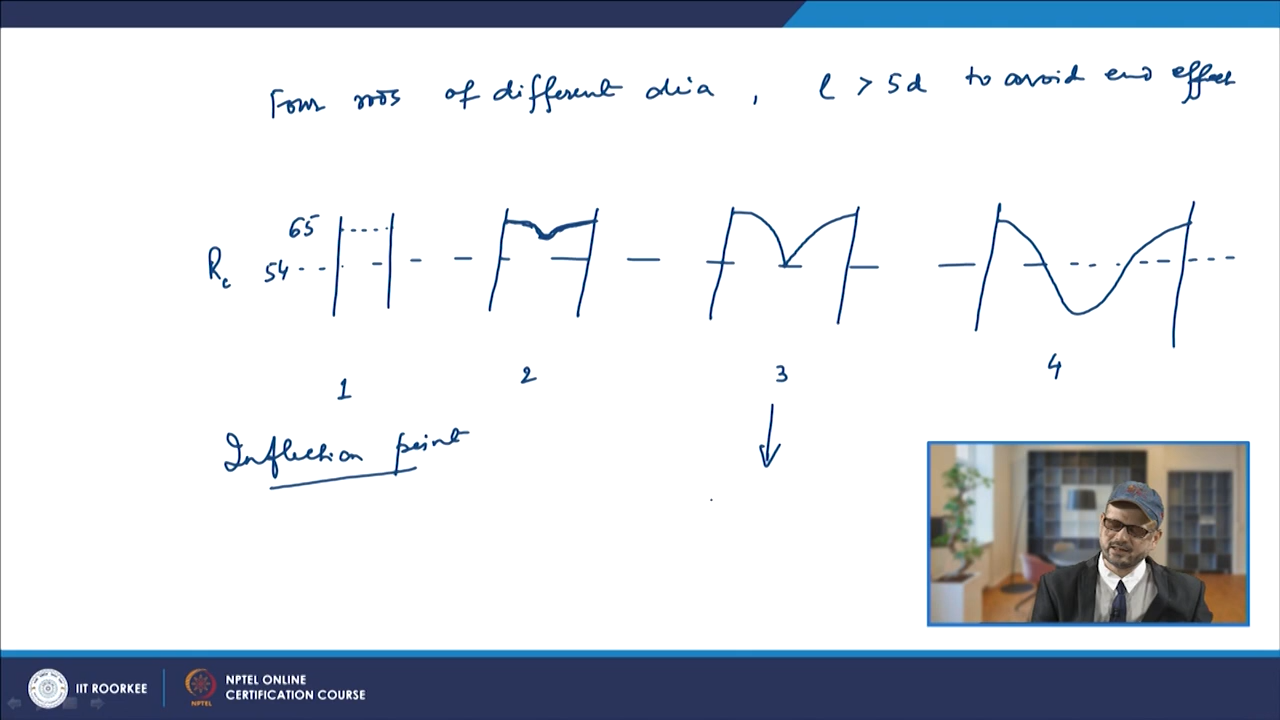 Four rods of different dia , l > 5d to avoid end effect
65
Rc 54
1 2 3 4
Inflection point
IIT ROORKEE
NPTEL ONLINE
CERTIFICATION COURSE
NPTEL